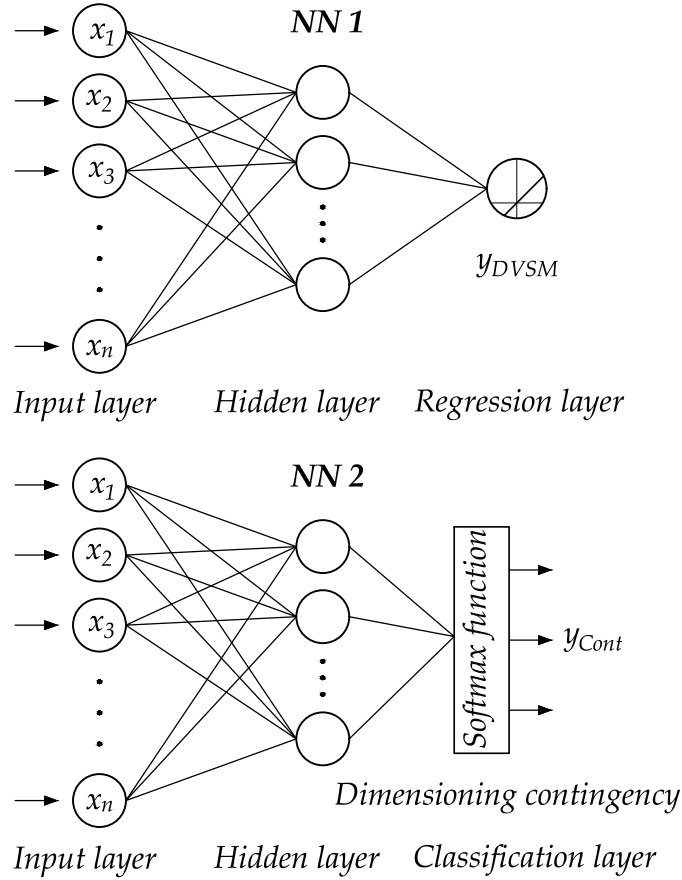 NN 1
x1
x2
x3
xn
yDVSM
Input layer
Hidden layer
Regression layer
NN 2
x1
x2
x3
xn
Softmax function
yCont
Dimensioning contingency
Input layer
Hidden layer
Classification layer